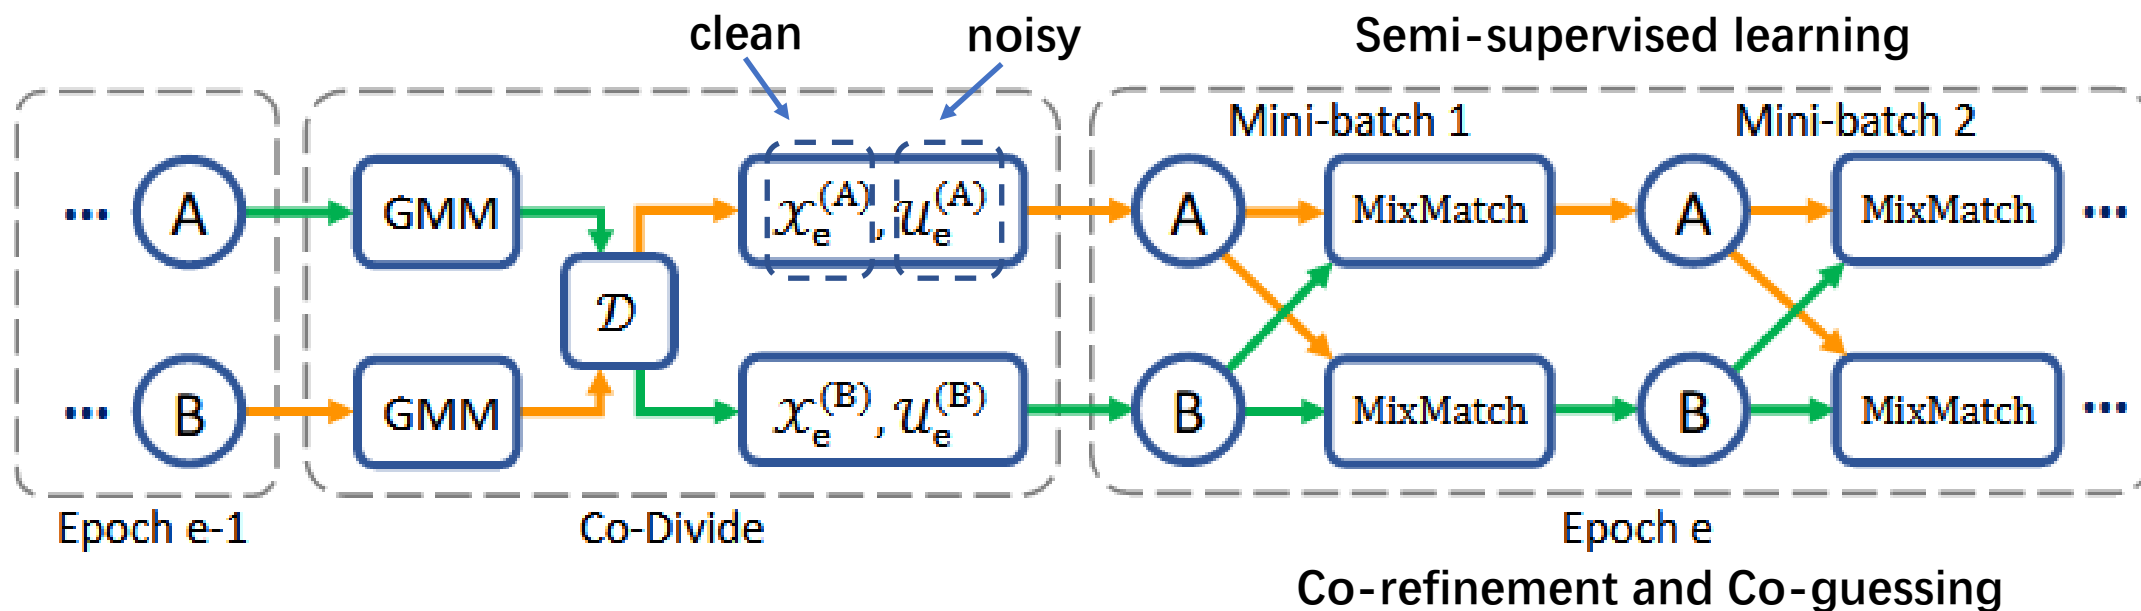 clean
noisy
Semi-supervised learning
Mini-batch 1
Mini-batch 2
... A
GMM
𝒳e(A), 𝒰e(A)
A
MixMatch
A
MixMatch ...
𝒟
... B
GMM
𝒳e(B), 𝒰e(B)
B
MixMatch
B
MixMatch ...
Epoch e-1
Co-Divide
Epoch e
Co-refinement and Co-guessing